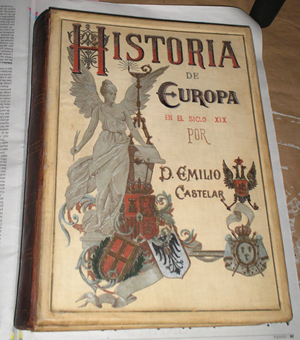 HISTORIA
DE
EUROPA
EN EL SIGLO XIX
POR
D. EMILIO
CASTELAR